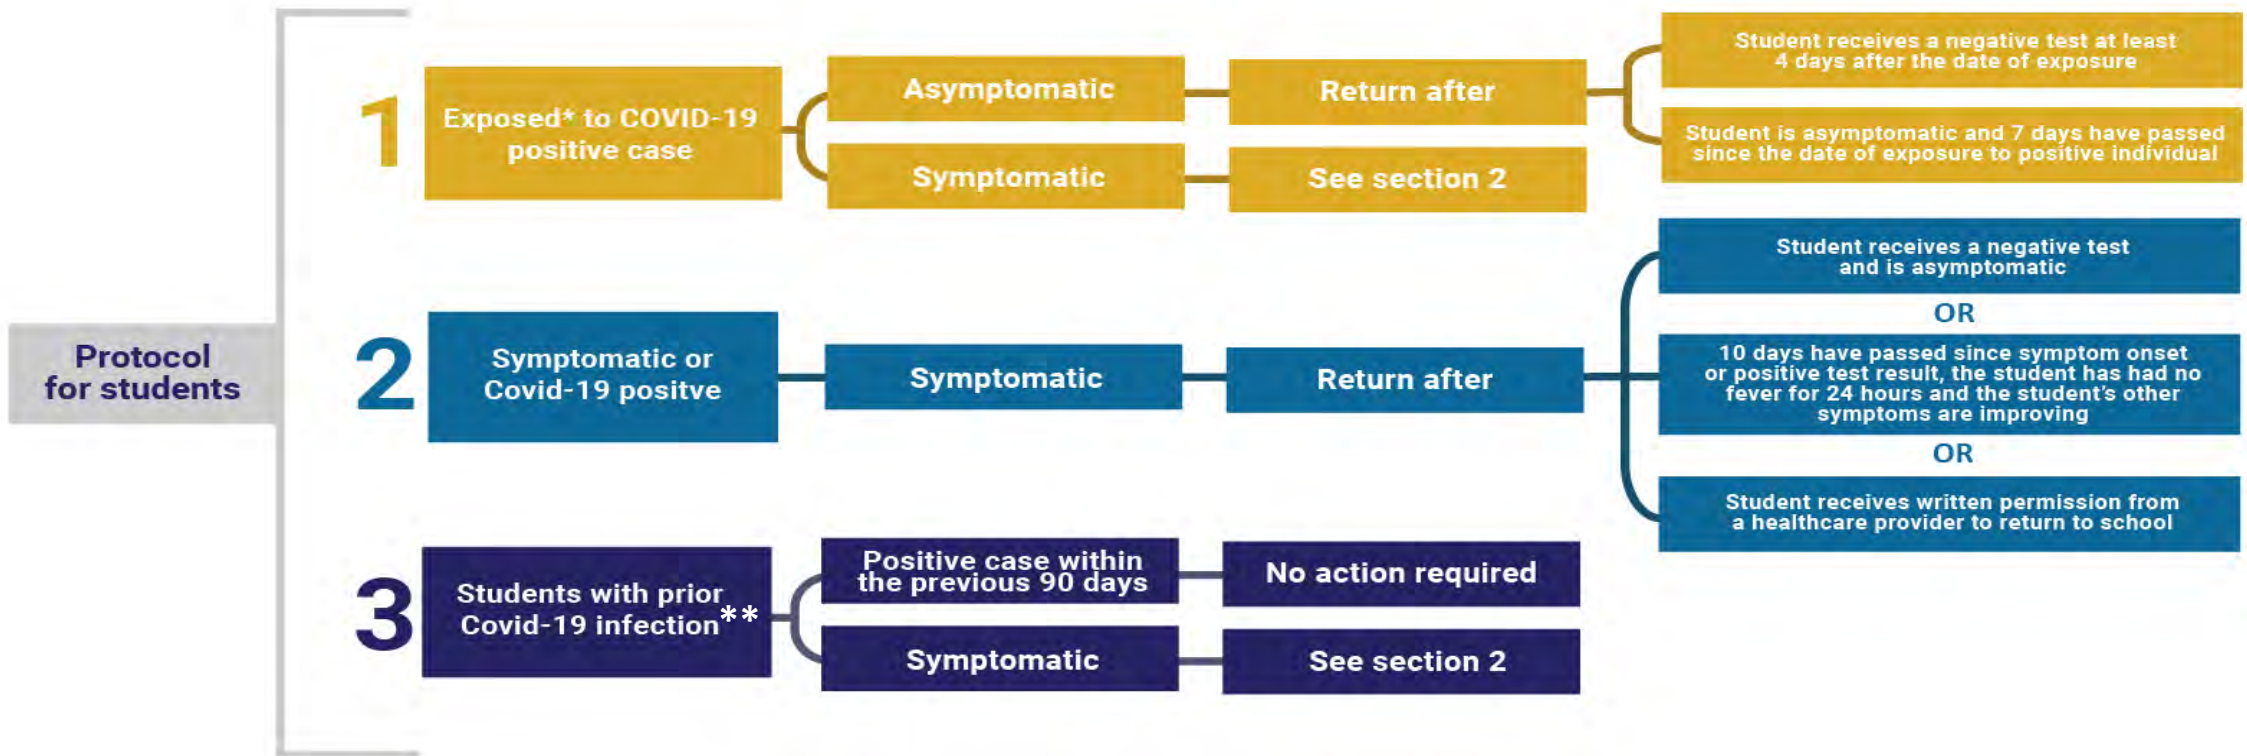 Protocol
for students
1
Exposed* to COVID-19
positive case
Asymptomatic
Return after
Student receives a negative test at least
4 days after the date of exposure
Student is asymptomatic and 7 days have passed
since the date of exposure to positive individual
Symptomatic
See section 2
2
Symptomatic or
Covid-19 positve
Symptomatic
Return after
Student receives a negative test
and is asymptomatic
OR
10 days have passed since symptom onset
or positive test result, the student has had no
fever for 24 hours and the student's other
symptoms are improving
OR
Student receives written permission from
a healthcare provider to return to school
3
Students with prior
Covid-19 infection**
Positive case within
the previous 90 days
No action required
Symptomatic
See section 2